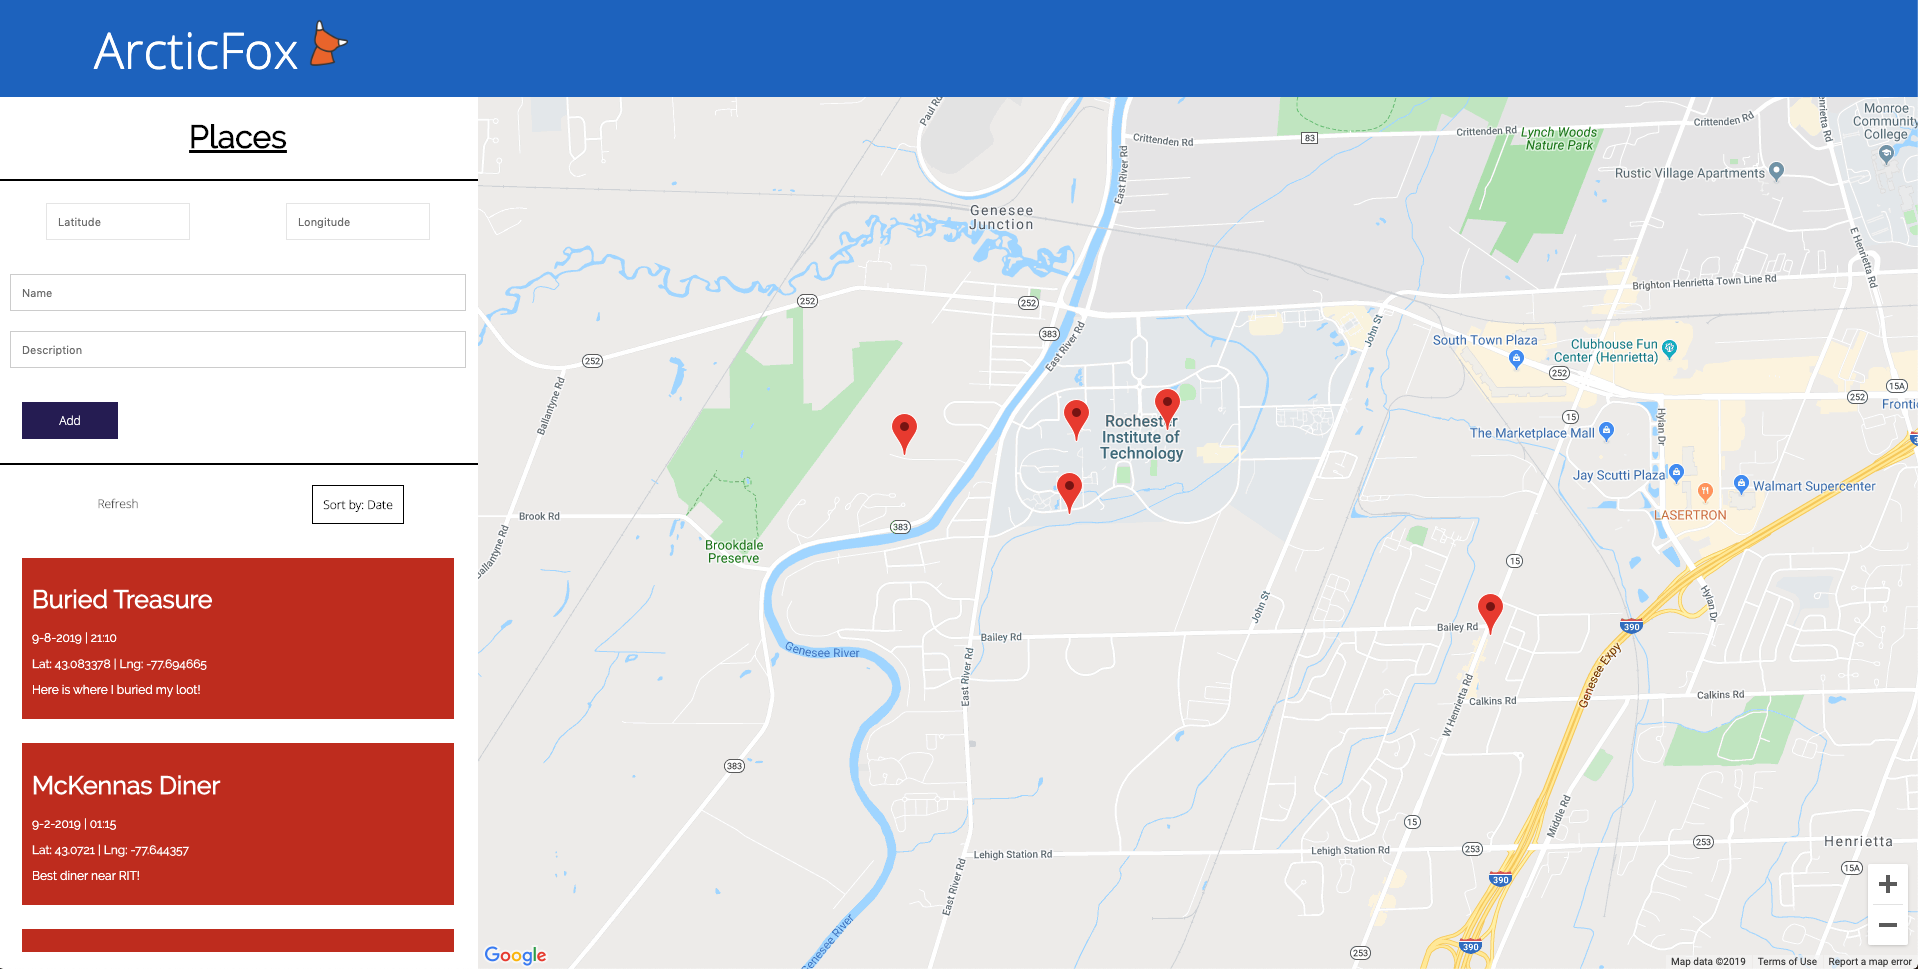 ArcticFox
Places
Latitude
Longitude
Name
Description
Add
Refresh
Sort by: Date
Buried Treasure
9-8-2019 | 21:10
Lat: 43.083378 | Lng: -77.694665
Here is where I buried my loot!
McKennas Diner
9-2-2019 | 01:15
Lat: 43.0721 | Lng: -77.644357
Best diner near RIT!
Paul Rd
East River Rd
Crittenden Rd
83
Crittenden Rd
Lynch Woods
Nature Park
Crittenden Rd
Monroe
Community
College
Rustic Village Apartments
Genesee
Junction
E Henrietta Rd
Brighton Henrietta Town Line Rd
252
252
383
East River Rd
John St
252
Ballantyne Rd
South Town Plaza
Clubhouse Fun
Center (Henrietta)
252
15A
252
Frontie
Rochester
Institute of
Technology
15
The Marketplace Mall
Hylan Dr
Jay Scutti Plaza
Walmart Supercenter
LASERTRON
Brook Rd
383
Ballantyne Rd
Brookdale
Preserve
15
John St
Hylan Dr
Bailey Rd
Bailey Rd
390
Genesee River
East River Rd
Genesee Expy
W Henrietta Rd
Calkins Rd
Calkins Rd
383
15
Middle Rd
Lehigh Station Rd
Lehigh Station Rd
253
253
Henrietta
15A
390
East River Rd
Genesee River
253
390
Google
Map data ©2019
Terms of Use
Report a map error